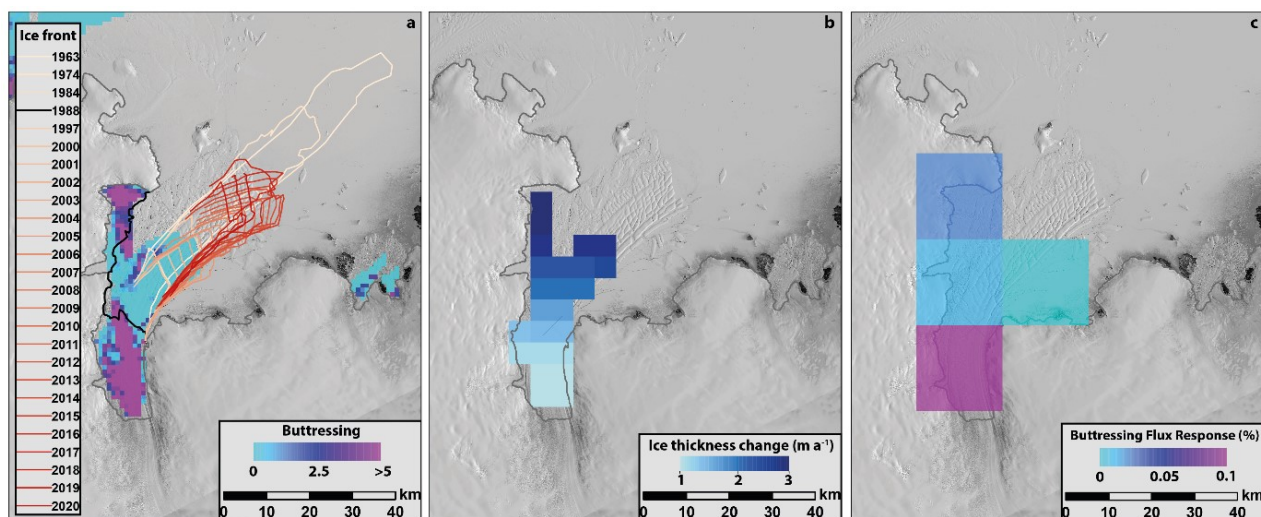 Ice front
1963
1974
1984
1988
1997
2000
2001
2002
2003
2004
2005
2006
2007
2008
2009
2010
2011
2012
2013
2014
2015
2016
2017
2018
2019
2020
a
Buttressing
0 2.5 >5
km
0 10 20 30 40
b
Ice thickness change (m a⁻¹)
1 2 3
km
0 10 20 30 40
c
Buttressing Flux Response (%)
0 0.05 0.1
km
0 10 20 30 40